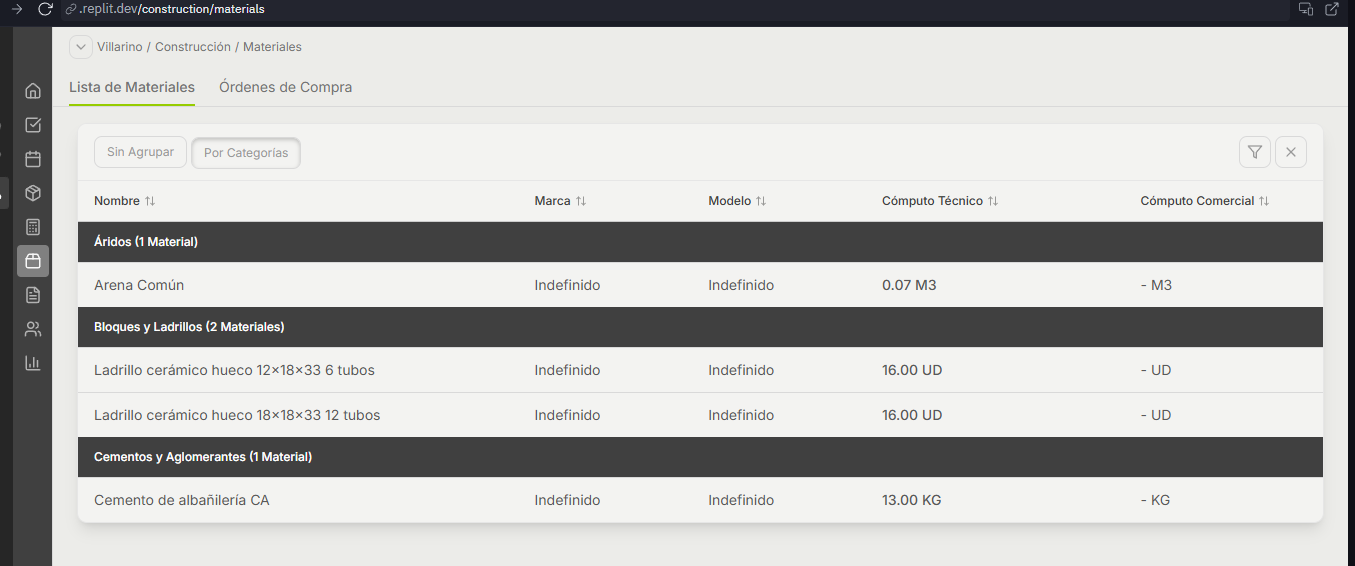 .replit.dev/construction/materials
Villarino / Construcción / Materiales
Lista de Materiales Órdenes de Compra
Sin Agrupar Por Categorías
Nombre Marca Modelo Cómputo Técnico Cómputo Comercial
Áridos (1 Material)
Arena Común Indefinido Indefinido 0.07 M3 - M3
Bloques y Ladrillos (2 Materiales)
Ladrillo cerámico hueco 12×18×33 6 tubos Indefinido Indefinido 16.00 UD - UD
Ladrillo cerámico hueco 18×18×33 12 tubos Indefinido Indefinido 16.00 UD - UD
Cementos y Aglomerantes (1 Material)
Cemento de albañilería CA Indefinido Indefinido 13.00 KG - KG